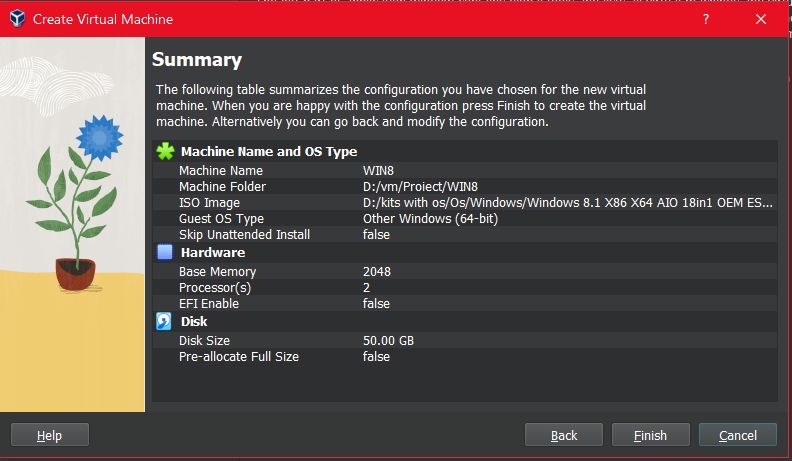 Create Virtual Machine
?
Summary
The following table summarizes the configuration you have chosen for the new virtual
machine. When you are happy with the configuration press Finish to create the virtual
machine. Alternatively you can go back and modify the configuration.
Machine Name and OS Type
Machine Name WIN8
Machine Folder D:/vm/Proiect/WIN8
ISO Image D:/kits with os/Os/Windows/Windows 8.1 X86 X64 AIO 18in1 OEM ES...
Guest OS Type Other Windows (64-bit)
Skip Unattended Install false
Hardware
Base Memory 2048
Processor(s) 2
EFI Enable false
Disk
Disk Size 50.00 GB
Pre-allocate Full Size false
Help Back Finish Cancel